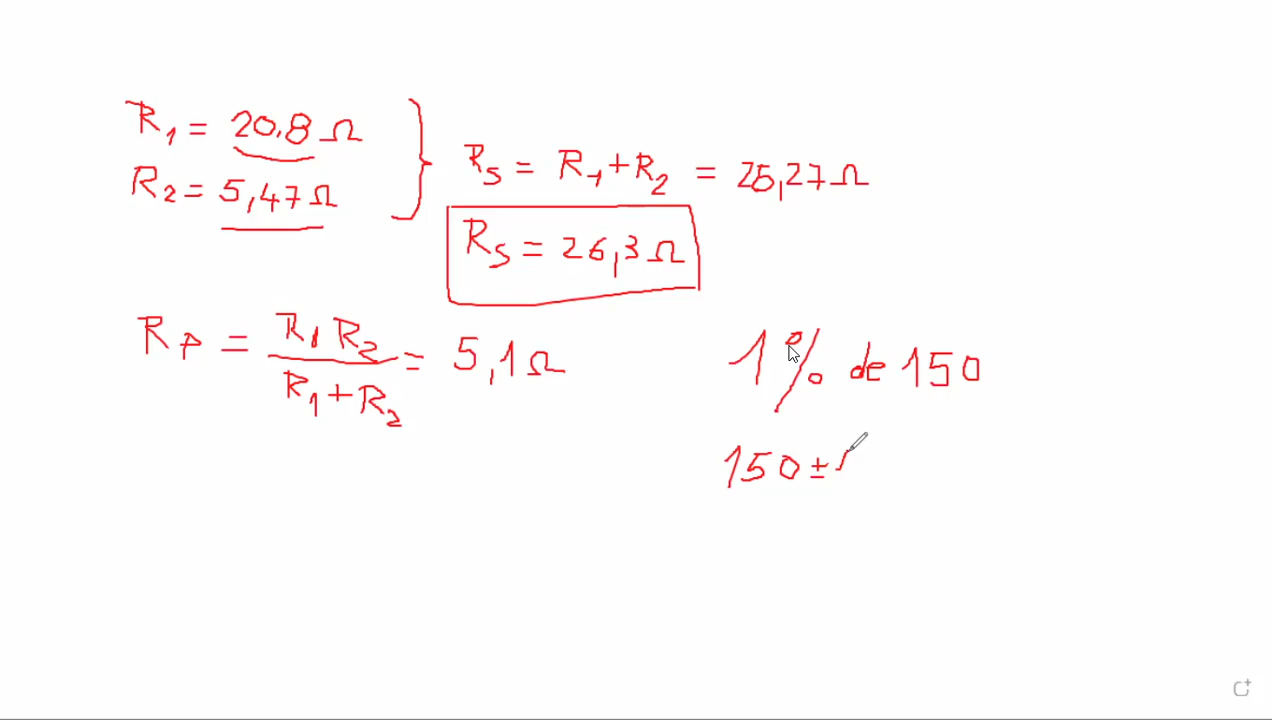 R1 = 20,8 Ω
R2 = 5,47 Ω
RS = R1 + R2 = 26,27 Ω
RS = 26,3 Ω
RP = R1 R2 / R1 + R2 = 5,1 Ω
1% de 150
150 ±